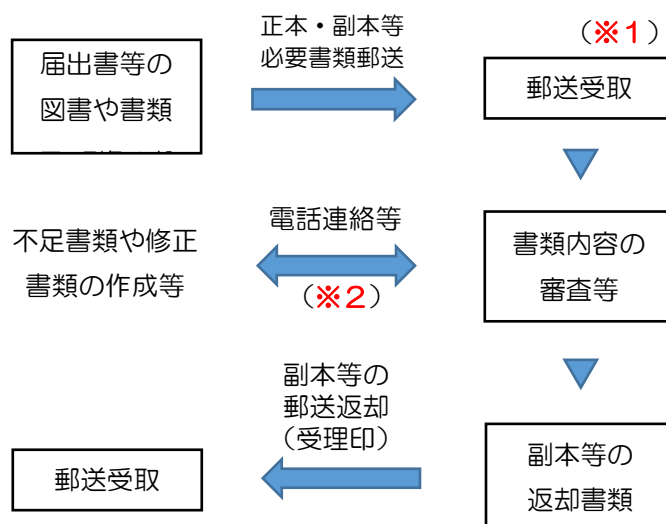 正本・副本等
必要書類郵送
（※１）
届出書等の
図書や書類
郵送受取
電話連絡等
（※２）
不足書類や修正
書類の作成等
書類内容の
審査等
副本等の
郵送返却
（受理印）
郵送受取
副本等の
返却書類